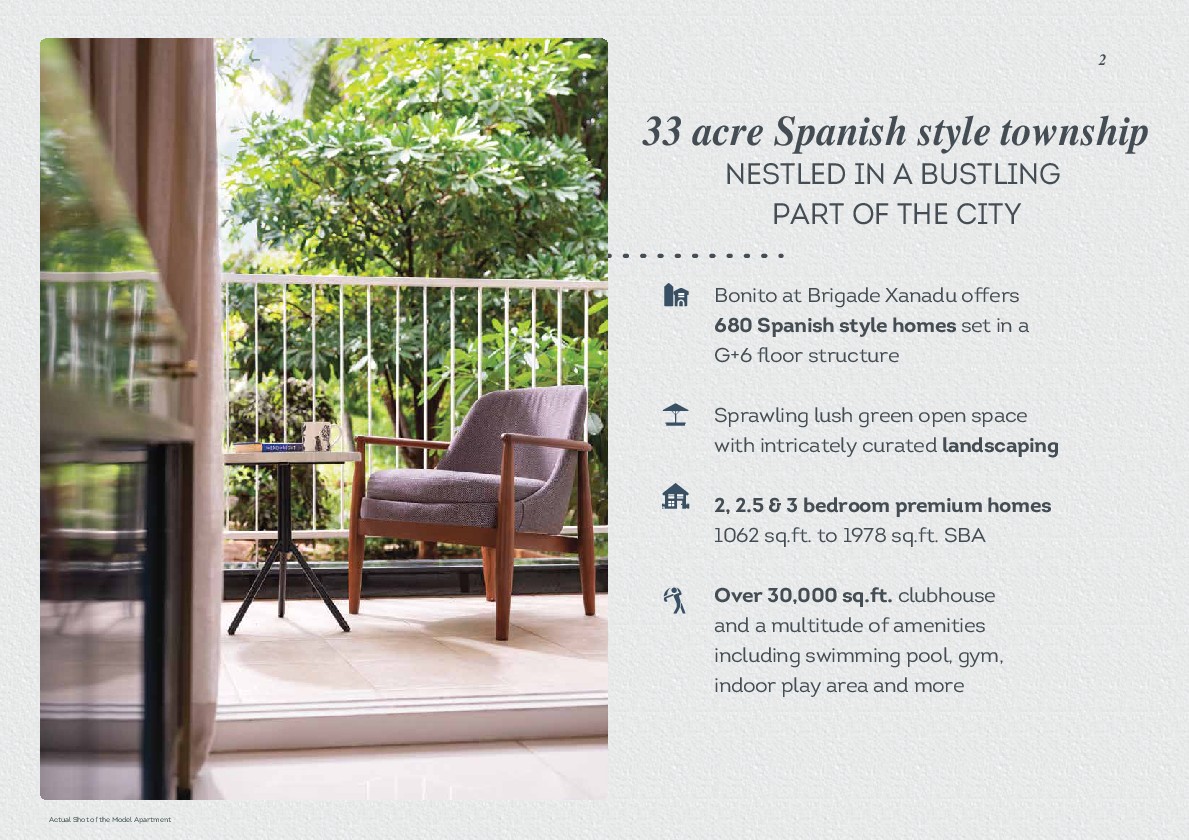 2
33 acre Spanish style township
NESTLED IN A BUSTLING
PART OF THE CITY
Bonito at Brigade Xanadu offers
680 Spanish style homes set in a
G+6 floor structure
Sprawling lush green open space
with intricately curated landscaping
2, 2.5 & 3 bedroom premium homes
1062 sq.ft. to 1978 sq.ft. SBA
Over 30,000 sq.ft. clubhouse
and a multitude of amenities
including swimming pool, gym,
indoor play area and more
Actual Shot of the Model Apartment